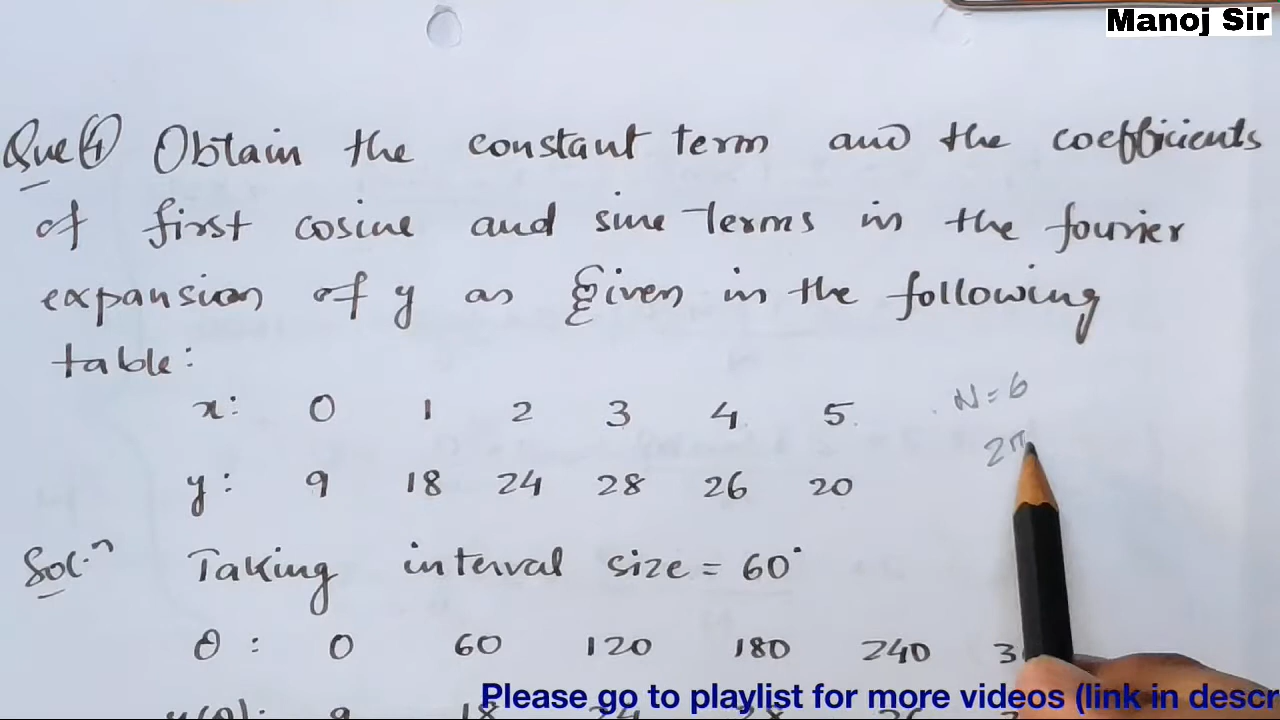 Manoj Sir
Que(4) Obtain the constant term and the coefficients
of first cosine and sine terms in the fourier
expansion of y as given in the following
table:
x: 0 1 2 3 4 5
N=6
y: 9 18 24 28 26 20
2π
Sol.n Taking interval size = 60°
θ : 0 60 120 180 240
Please go to playlist for more videos (link in descr